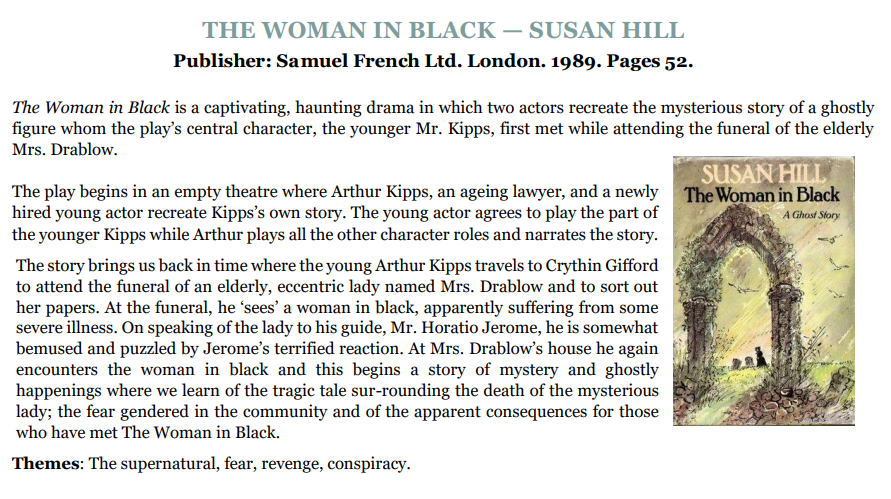 THE WOMAN IN BLACK — SUSAN HILL
Publisher: Samuel French Ltd. London. 1989. Pages 52.
The Woman in Black is a captivating, haunting drama in which two actors recreate the mysterious story of a ghostly
figure whom the play's central character, the younger Mr. Kipps, first met while attending the funeral of the elderly
Mrs. Drablow.
The play begins in an empty theatre where Arthur Kipps, an ageing lawyer, and a newly
hired young actor recreate Kipps's own story. The young actor agrees to play the part of
the younger Kipps while Arthur plays all the other character roles and narrates the story.
The story brings us back in time where the young Arthur Kipps travels to Crythin Gifford
to attend the funeral of an elderly, eccentric lady named Mrs. Drablow and to sort out
her papers. At the funeral, he 'sees' a woman in black, apparently suffering from some
severe illness. On speaking of the lady to his guide, Mr. Horatio Jerome, he is somewhat
bemused and puzzled by Jerome's terrified reaction. At Mrs. Drablow's house he again
encounters the woman in black and this begins a story of mystery and ghostly
happenings where we learn of the tragic tale sur-rounding the death of the mysterious
lady; the fear gendered in the community and of the apparent consequences for those
who have met The Woman in Black.
Themes: The supernatural, fear, revenge, conspiracy.
SUSAN HILL
The Woman in Black
A Ghost Story